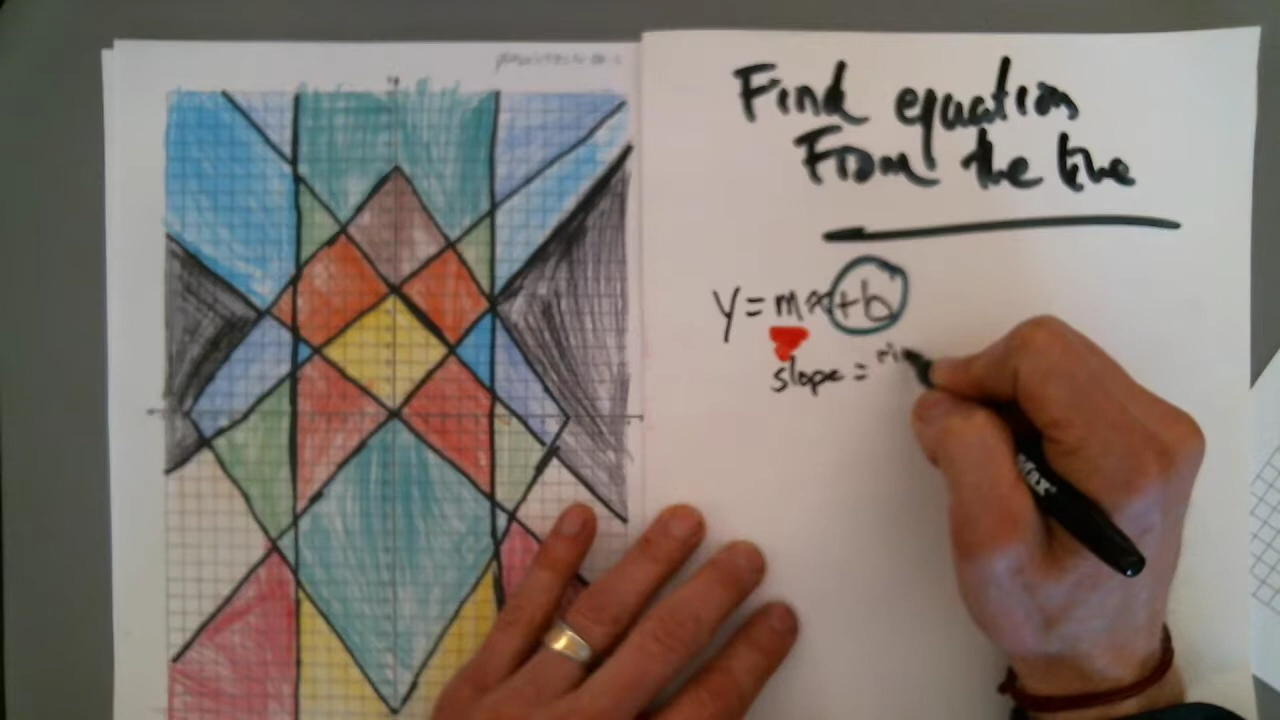 Find equation
From the line
y = mx + b
slope =